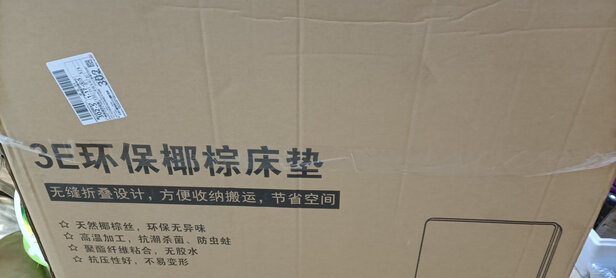 3E环保椰棕床垫
无缝折叠设计,方便收纳搬运,节省空间
☆ 天然椰棕丝,环保无异味
☆ 高温加工、抗潮杀菌、防虫蛀
☆ 聚酯纤维粘合,无胶水
☆ 抗压性好,不易变形